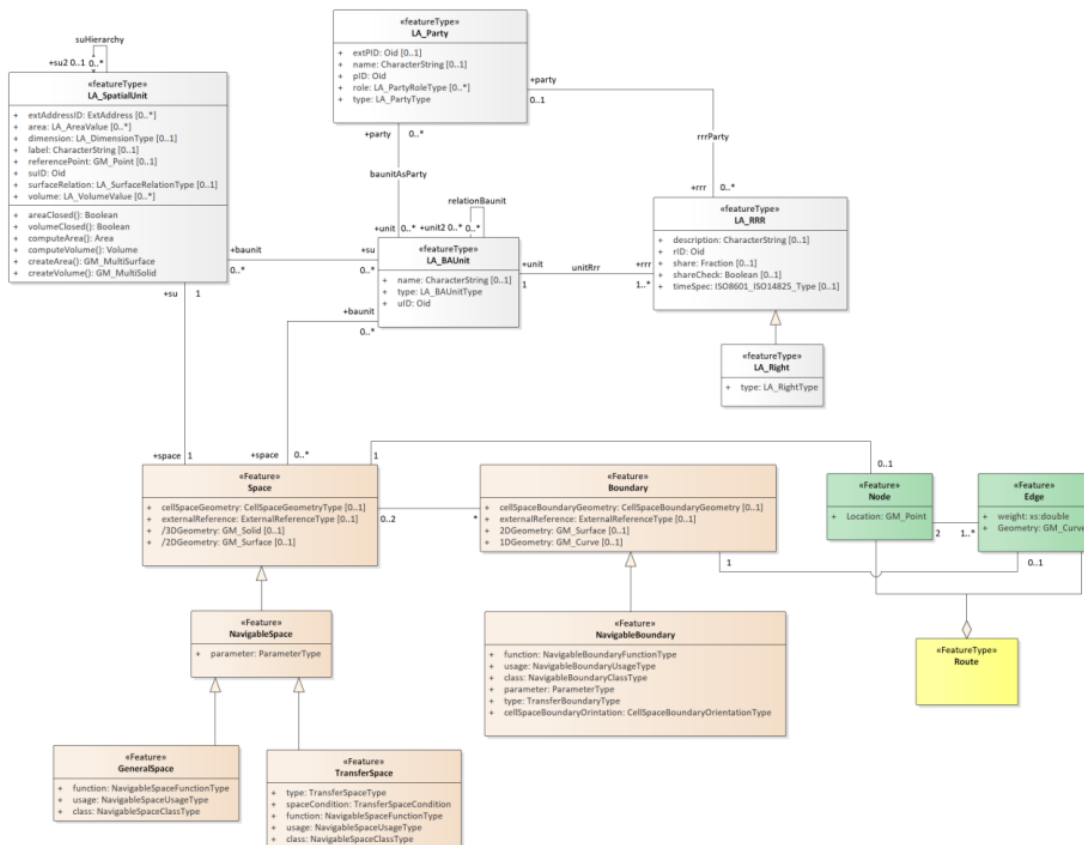 suHierarchy
+su2 0..1 0..*
«featureType»
LA_SpatialUnit
+ extAddressID: ExtAddress [0..*]
+ area: LA_AreaValue [0..*]
+ dimension: LA_DimensionType [0..1]
+ label: CharacterString [0..1]
+ referencePoint: GM_Point [0..1]
+ suID: Oid
+ surfaceRelation: LA_SurfaceRelationType [0..1]
+ volume: LA_VolumeValue [0..*]
+ areaClosed(): Boolean
+ volumeClosed(): Boolean
+ computeArea(): Area
+ computeVolume(): Volume
+ createArea(): GM_MultiSurface
+ createVolume(): GM_MultiSolid
«featureType»
LA_Party
+ extPID: Oid [0..1]
+ name: CharacterString [0..1]
+ pID: Oid
+ role: LA_PartyRoleType [0..*]
+ type: LA_PartyType
+party
0..1
+party 0..*
rrrParty
baunitAsParty
+rrr 0..*
relationBaunit
+unit 0..* +unit2 0..* 0..*
«featureType»
LA_BAUnit
+ name: CharacterString [0..1]
+ type: LA_BAUnitType
+ uID: Oid
+baunit
0..*
+su
0..*
+unit unitRrr +rrr
1 1..*
«featureType»
LA_RRR
+ description: CharacterString [0..1]
+ rID: Oid
+ share: Fraction [0..1]
+ shareCheck: Boolean [0..1]
+ timeSpec: ISO8601_ISO14825_Type [0..1]
+su 1
+baunit
0..*
«featureType»
LA_Right
+ type: LA_RightType
+space 1
+space 0..*
1
«Feature»
Space
+ cellSpaceGeometry: CellSpaceGeometryType [0..1]
+ externalReference: ExternalReferenceType [0..1]
+ /3DGeometry: GM_Solid [0..1]
+ /2DGeometry: GM_Surface [0..1]
0..2 *
«Feature»
Boundary
+ cellSpaceBoundaryGeometry: CellSpaceBoundaryGeometry [0..1]
+ externalReference: ExternalReferenceType [0..1]
+ 2DGeometry: GM_Surface [0..1]
+ 1DGeometry: GM_Curve [0..1]
0..1
«Feature»
Node
+ Location: GM_Point
2 1..*
«Feature»
Edge
+ weight: xs:double
+ Geometry: GM_Curve
1 0..1
«Feature»
NavigableSpace
+ parameter: ParameterType
«Feature»
NavigableBoundary
+ function: NavigableBoundaryFunctionType
+ usage: NavigableBoundaryUsageType
+ class: NavigableBoundaryClassType
+ parameter: ParameterType
+ type: TransferBoundaryType
+ cellSpaceBoundaryOrintation: CellSpaceBoundaryOrientationType
«FeatureType»
Route
«Feature»
GeneralSpace
+ function: NavigableSpaceFunctionType
+ usage: NavigableSpaceUsageType
+ class: NavigableSpaceClassType
«Feature»
TransferSpace
+ type: TransferSpaceType
+ spaceCondition: TransferSpaceCondition
+ function: NavigableSpaceFunctionType
+ usage: NavigableSpaceUsageType
+ class: NavigableSpaceClassType